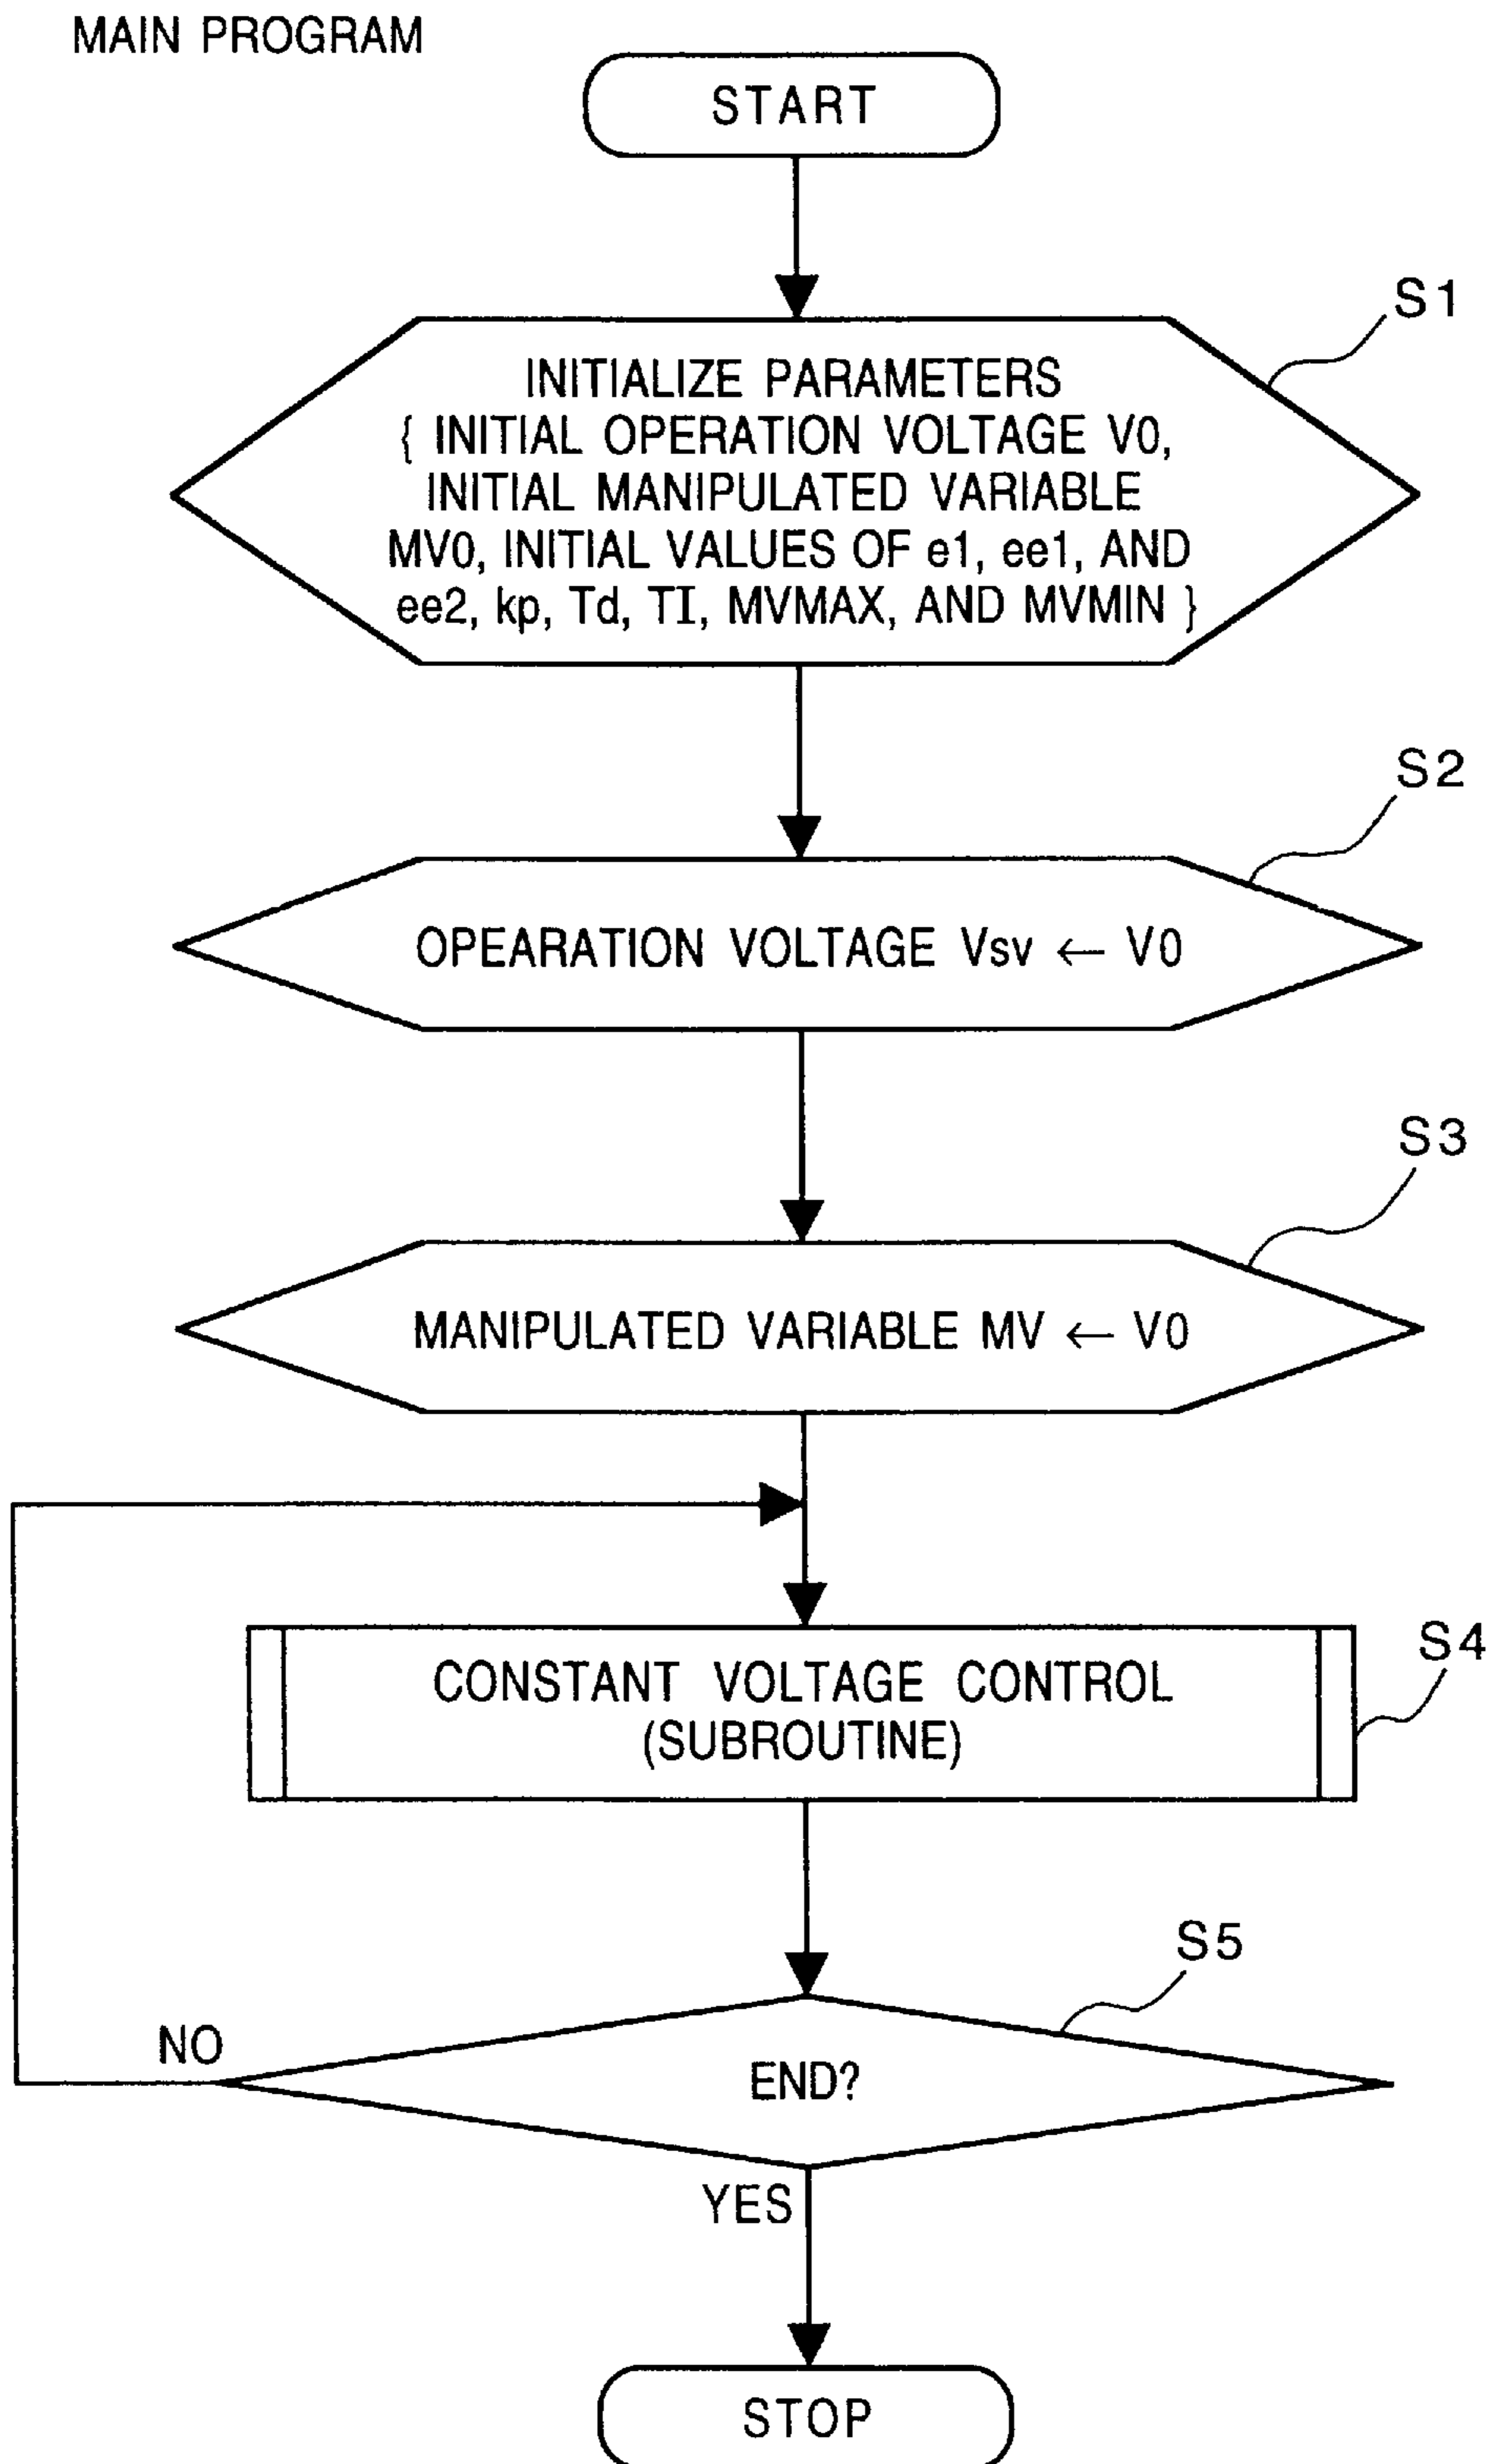 MAIN PROGRAM
START
S1
INITIALIZE PARAMETERS
{ INITIAL OPERATION VOLTAGE V0,
INITIAL MANIPULATED VARIABLE
MV0, INITIAL VALUES OF e1, ee1, AND
ee2, kp, Td, TI, MVMAX, AND MVMIN }
S2
OPEARATION VOLTAGE Vsv ← V0
S3
MANIPULATED VARIABLE MV ← V0
S4
CONSTANT VOLTAGE CONTROL
(SUBROUTINE)
S5
NO
END?
YES
STOP